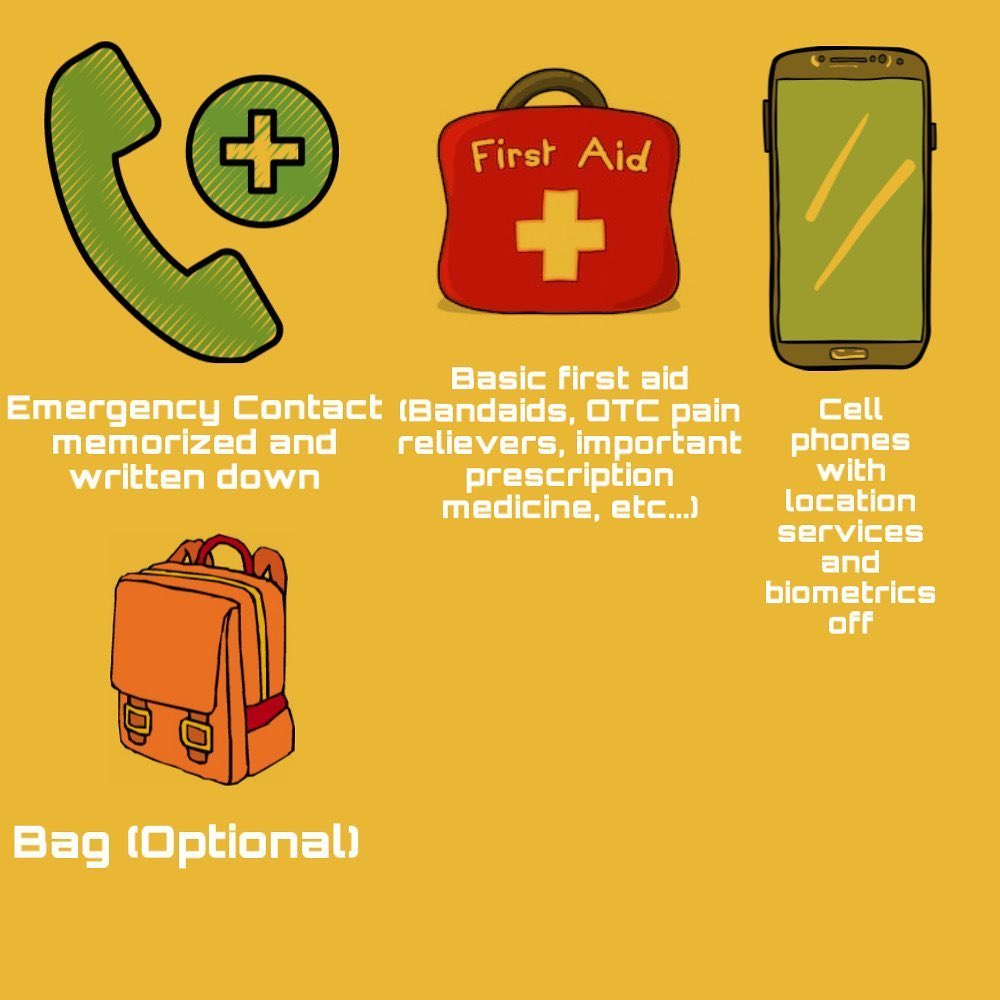 First Aid
Emergency Contact
memorized and
written down
Basic first aid
(Bandaids, OTC pain
relievers, important
prescription
medicine, etc...)
Cell
phones
with
location
services
and
biometrics
off
Bag (Optional)